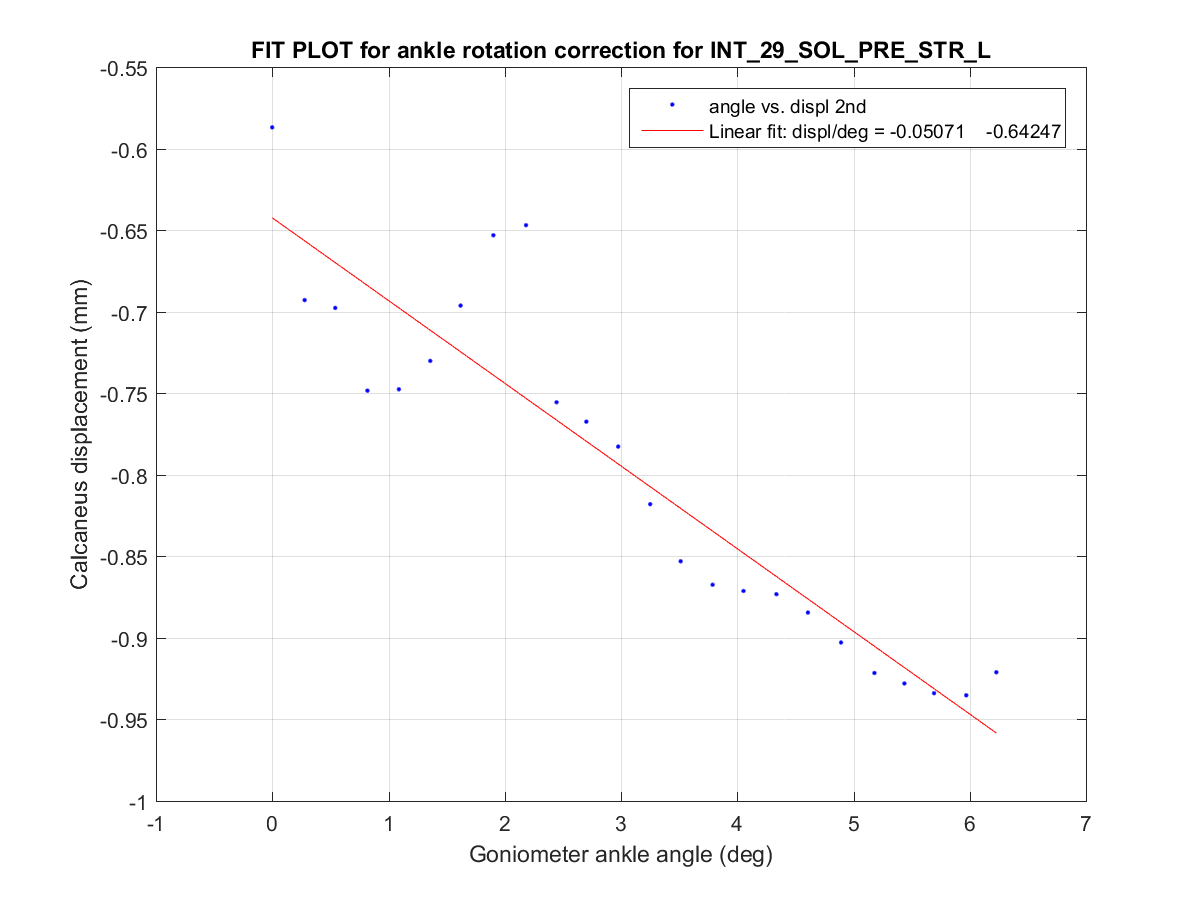 FIT PLOT for ankle rotation correction for INT_29_SOL_PRE_STR_L
angle vs. displ 2nd
Linear fit: displ/deg = -0.05071 -0.64247
-0.55
-0.6
-0.65
-0.7
-0.75
-0.8
-0.85
-0.9
-0.95
-1
Calcaneus displacement (mm)
-1 0 1 2 3 4 5 6 7
Goniometer ankle angle (deg)